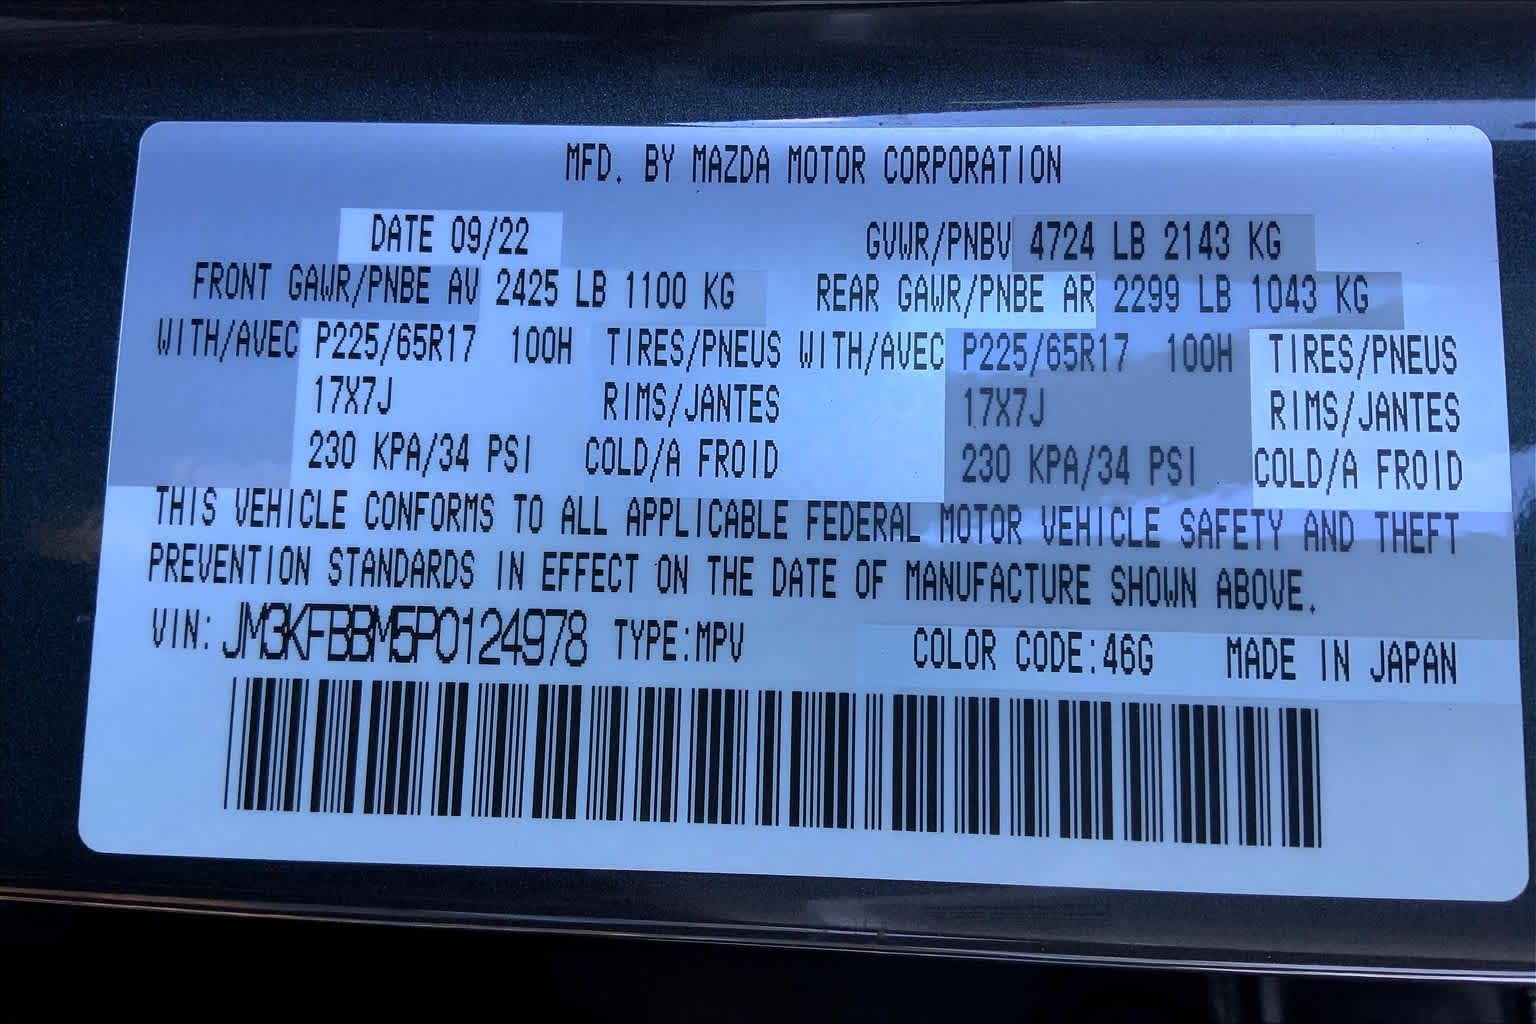 MFD. BY MAZDA MOTOR CORPORATION
DATE 09/22 GVWR/PNBV 4724 LB 2143 KG
FRONT GAWR/PNBE AV 2425 LB 1100 KG REAR GAWR/PNBE AR 2299 LB 1043 KG
WITH/AVEC P225/65R17 100H TIRES/PNEUS WITH/AVEC P225/65R17 100H TIRES/PNEUS
17X7J RIMS/JANTES 17X7J RIMS/JANTES
230 KPA/34 PSI COLD/A FROID 230 KPA/34 PSI COLD/A FROID
THIS VEHICLE CONFORMS TO ALL APPLICABLE FEDERAL MOTOR VEHICLE SAFETY AND THEFT
PREVENTION STANDARDS IN EFFECT ON THE DATE OF MANUFACTURE SHOWN ABOVE.
VIN: JM3KFBBM5P0124978 TYPE:MPV COLOR CODE:46G MADE IN JAPAN